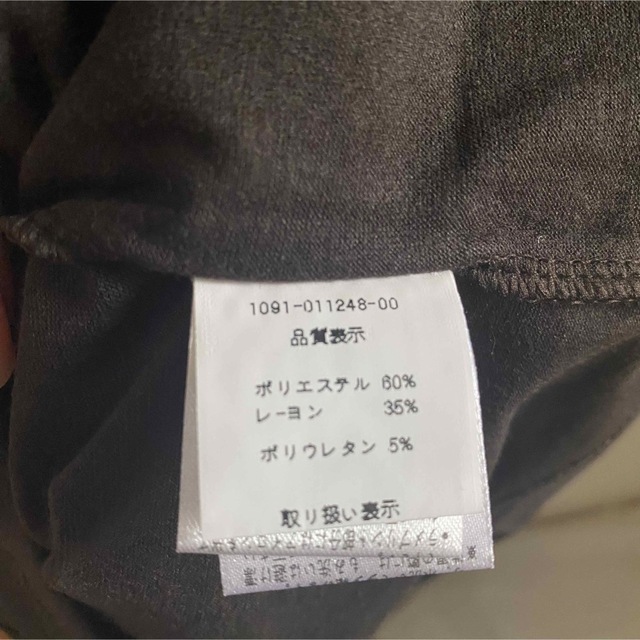 1091-011248-00
品質表示
ポリエステル 60%
レーヨン 35%
ポリウレタン 5%
取り扱い表示